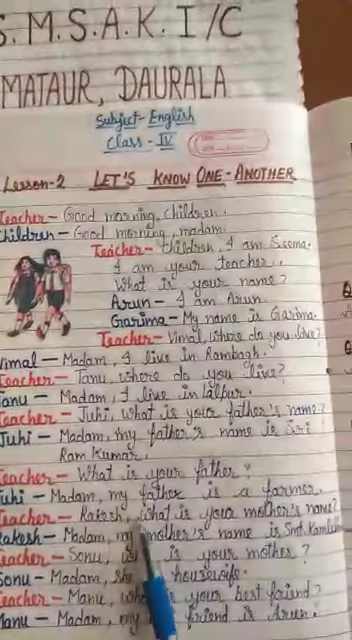 S.M.S.A.K. I/C
MATAUR, DAURALA
Subject- English
Class- IV
Lesson-2 LET'S KNOW ONE-ANOTHER
Teacher- Good morning, children.
Children- Good morning, madam.
Teacher- Children, I am Seema.
I am your teacher.
What is your name?
Arun- I am Arun.
Garima- My name is Garima.
Teacher- Vimal, where do you live?
Vimal- Madam, I live in Rambagh.
Teacher- Tanu, where do you live?
Tanu- Madam, I live in Lalpur.
Teacher- Juhi, What is your father's name?
Juhi- Madam, my father's name is Sri
Ram Kumar.
Teacher- What is your father?
Juhi- Madam, my father is a farmer.
Teacher- Rakesh, what is your mother's name?
Rakesh- Madam, my mother's name is Smt. Kamlesh
Teacher- Sonu, is your mother?
Sonu- Madam, she housewife.
Teacher- Manu, who your best friend?
Manu- Madam, my friend is Arun.